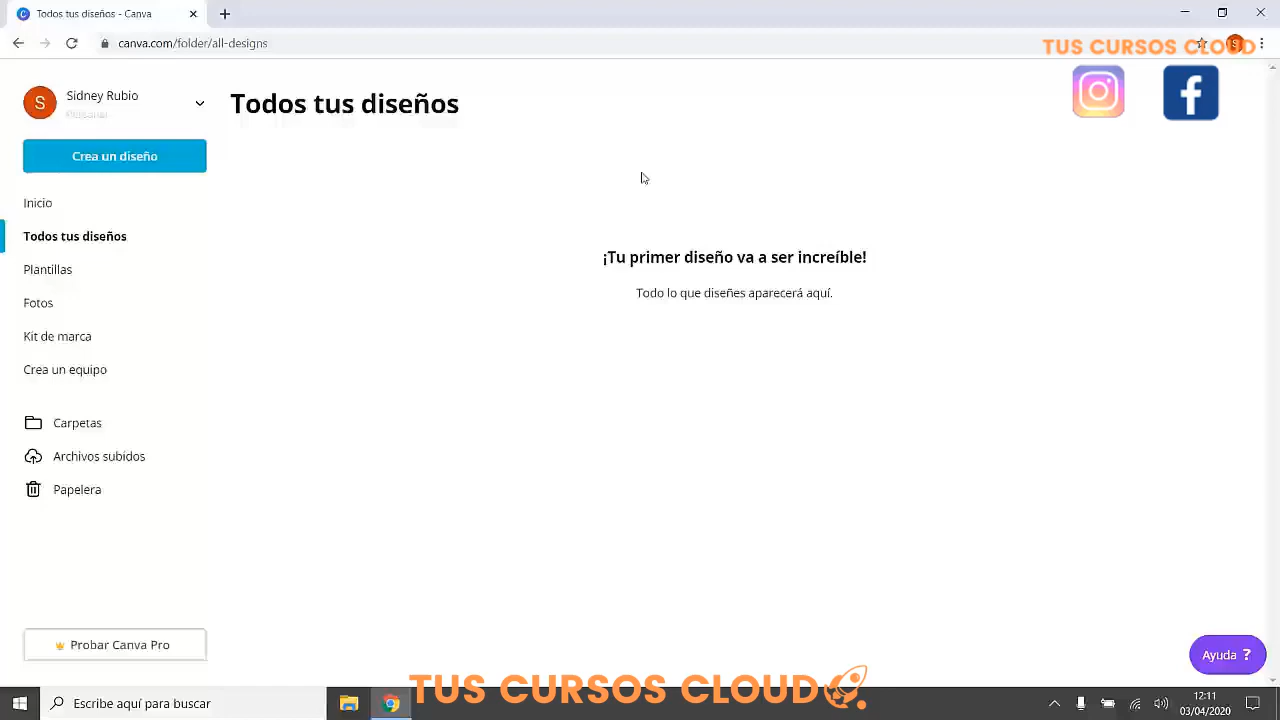 Todos tus diseños - Canva
canva.com/folder/all-designs
TUS CURSOS CLOUD
S
Sidney Rubio
Todos tus diseños
Crea un diseño
Inicio
Todos tus diseños
Plantillas
Fotos
Kit de marca
Crea un equipo
Carpetas
Archivos subidos
Papelera
¡Tu primer diseño va a ser increíble!
Todo lo que diseñes aparecerá aquí.
Probar Canva Pro
Ayuda ?
TUS CURSOS CLOUD
Escribe aquí para buscar
12:11
03/04/2020